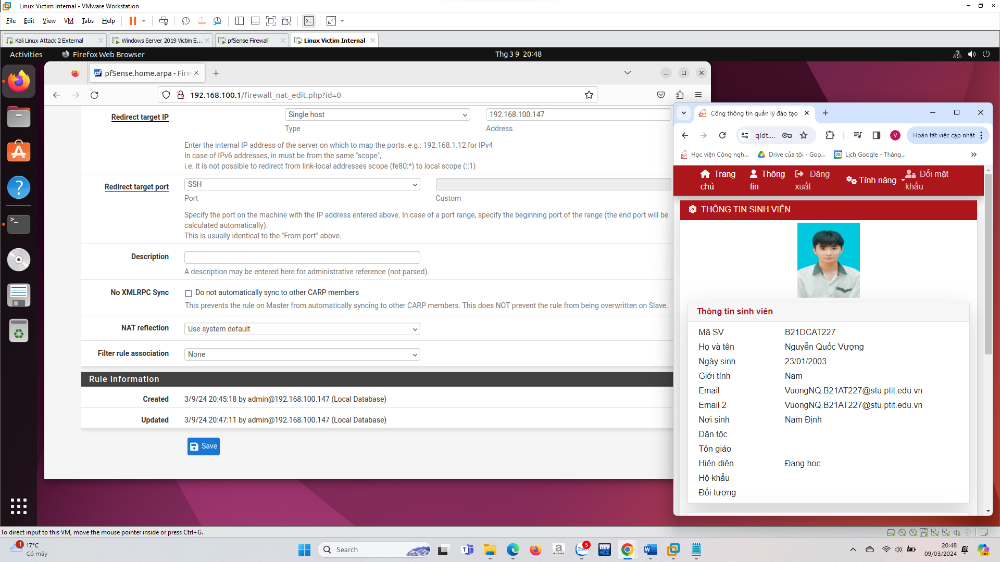 Linux Victim Internal - VMware Workstation
File Edit View VM Tabs Help
Kali Linux Attack 2 External
Windows Server 2019 Victim E...
pfSense Firewall
Linux Victim Internal
Activities
Firefox Web Browser
Thg 3 9 20:48
pfSense.home.arpa - Fire
192.168.100.1/firewall_nat_edit.php?id=0
Redirect target IP
Single host
192.168.100.147
Type
Address
Enter the internal IP address of the server on which to map the ports. e.g.: 192.168.1.12 for IPv4
In case of IPv6 addresses, in must be from the same "scope",
i.e. it is not possible to redirect from link-local addresses scope (fe80:*) to local scope (::1)
Redirect target port
SSH
Port
Custom
Specify the port on the machine with the IP address entered above. In case of a port range, specify the beginning port of the range (the end port will be
calculated automatically).
This is usually identical to the "From port" above.
Description
A description may be entered here for administrative reference (not parsed).
No XMLRPC Sync
Do not automatically sync to other CARP members
This prevents the rule on Master from automatically syncing to other CARP members. This does NOT prevent the rule from being overwritten on Slave.
NAT reflection
Use system default
Filter rule association
None
Rule Information
Created
3/9/24 20:45:18 by admin@192.168.100.147 (Local Database)
Updated
3/9/24 20:47:11 by admin@192.168.100.147 (Local Database)
Save
Cổng thông tin quản lý đào tạo
qldt....
V
Hoàn tất việc cập nhật
Học viện Công ngh...
Drive của tôi - Goo...
28
Lịch Google - Tháng...
Trang chủ
Thông tin
Đăng xuất
Tính năng
Đổi mật khẩu
THÔNG TIN SINH VIÊN
Thông tin sinh viên
Mã SV B21DCAT227
Họ và tên Nguyễn Quốc Vượng
Ngày sinh 23/01/2003
Giới tính Nam
Email VuongNQ.B21AT227@stu.ptit.edu.vn
Email 2 VuongNQ.B21AT227@stu.ptit.edu.vn
Nơi sinh Nam Định
Dân tộc
Tôn giáo
Hiện diện Đang học
Hộ khẩu
Đối tượng
To direct input to this VM, move the mouse pointer inside or press Ctrl+G.
1
17°C
Có mây
Search
Zalo
5
DEV
20:48
09/03/2024
PRE